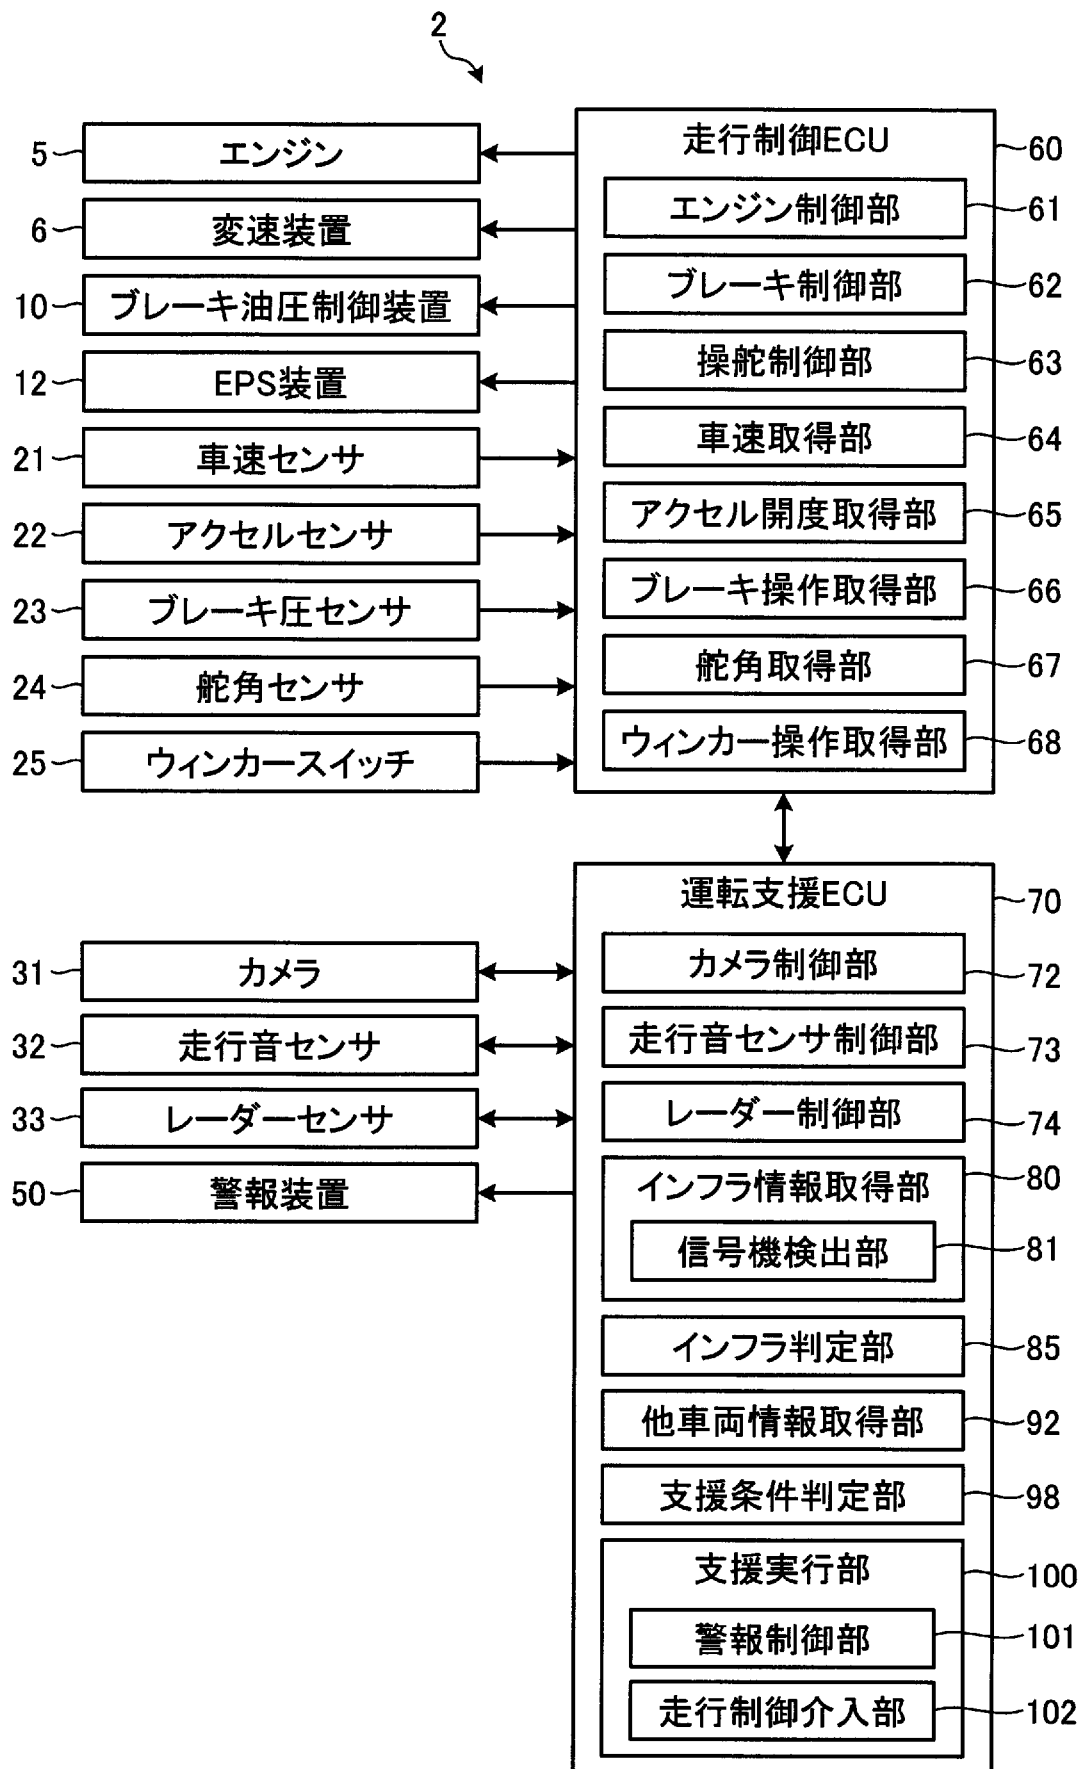 2
5
エンジン
6
変速装置
10
ブレーキ油圧制御装置
12
EPS装置
21
車速センサ
22
アクセルセンサ
23
ブレーキ圧センサ
24
舵角センサ
25
ウィンカースイッチ
走行制御ECU
60
エンジン制御部
61
ブレーキ制御部
62
操舵制御部
63
車速取得部
64
アクセル開度取得部
65
ブレーキ操作取得部
66
舵角取得部
67
ウィンカー操作取得部
68
31
カメラ
32
走行音センサ
33
レーダーセンサ
50
警報装置
運転支援ECU
70
カメラ制御部
72
走行音センサ制御部
73
レーダー制御部
74
インフラ情報取得部
80
信号機検出部
81
インフラ判定部
85
他車両情報取得部
92
支援条件判定部
98
支援実行部
100
警報制御部
101
走行制御介入部
102